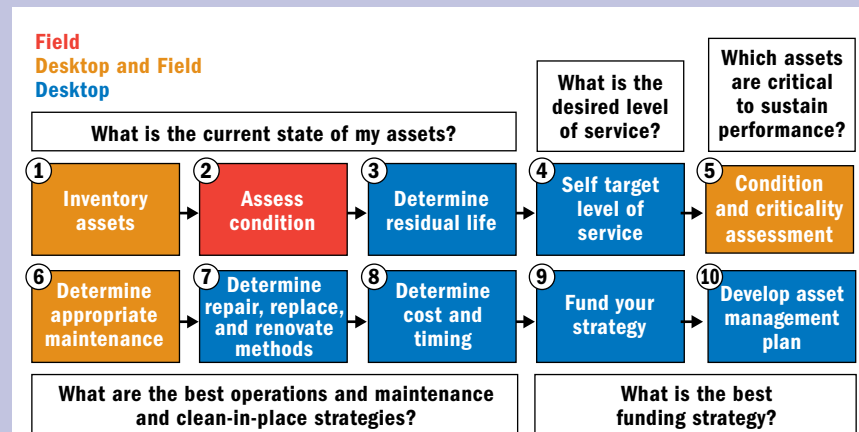 Field
Desktop and Field
Desktop
What is the current state of my assets?
What is the
desired level
of service?
Which assets
are critical
to sustain
performance?
1
Inventory
assets
2
Assess
condition
3
Determine
residual life
4
Self target
level of
service
5
Condition
and criticality
assessment
6
Determine
appropriate
maintenance
7
Determine
repair, replace,
and renovate
methods
8
Determine
cost and
timing
9
Fund your
strategy
10
Develop asset
management
plan
What are the best operations and maintenance
and clean-in-place strategies?
What is the best
funding strategy?